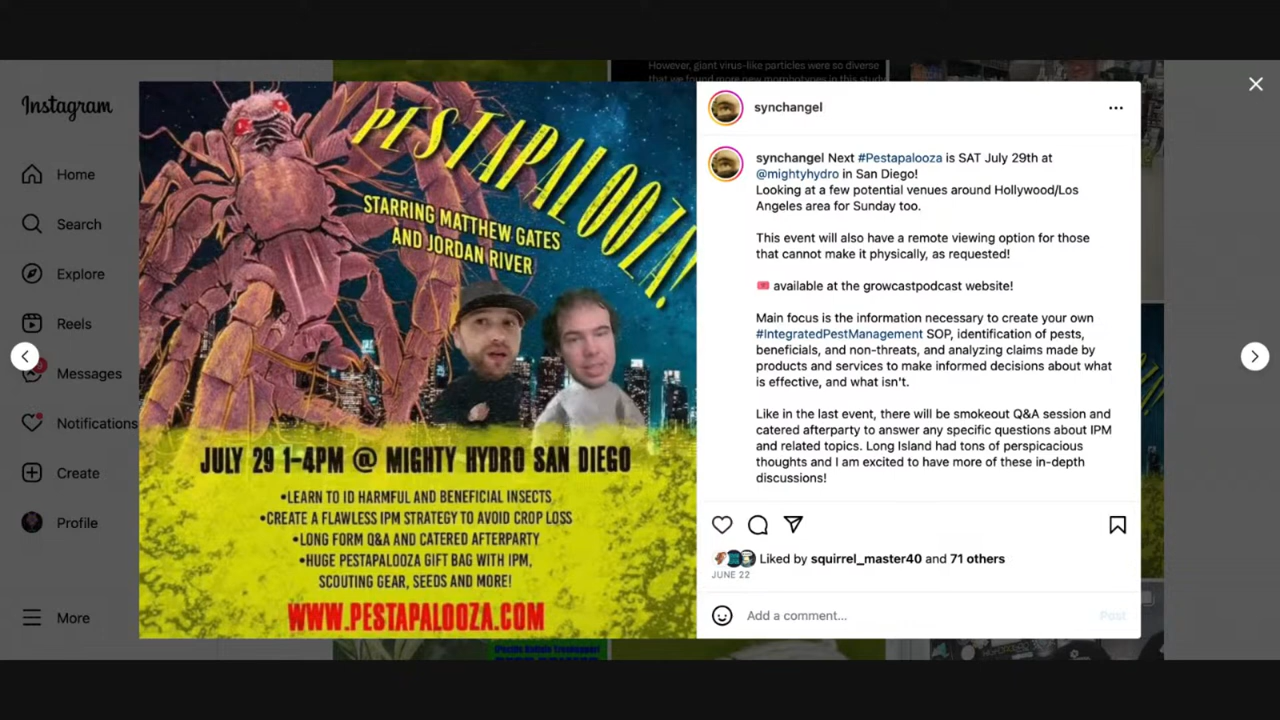 However, giant virus-like particles were so diverse
Instagram
Home
Search
Explore
Reels
Messages
Notifications
Create
Profile
More
PESTAPALOOZA!
STARRING MATTHEW GATES
AND JORDAN RIVER
JULY 29 1-4PM @ MIGHTY HYDRO SAN DIEGO
•LEARN TO ID HARMFUL AND BENEFICIAL INSECTS
•CREATE A FLAWLESS IPM STRATEGY TO AVOID CROP LOSS
•LONG FORM Q&A AND CATERED AFTERPARTY
•HUGE PESTAPALOOZA GIFT BAG WITH IPM,
SCOUTING GEAR, SEEDS AND MORE!
WWW.PESTAPALOOZA.COM
synchangel
synchangel Next #Pestapalooza is SAT July 29th at
@mightyhydro in San Diego!
Looking at a few potential venues around Hollywood/Los
Angeles area for Sunday too.
This event will also have a remote viewing option for those
that cannot make it physically, as requested!
available at the growcastpodcast website!
Main focus is the information necessary to create your own
#IntegratedPestManagement SOP, identification of pests,
beneficials, and non-threats, and analyzing claims made by
products and services to make informed decisions about what
is effective, and what isn't.
Like in the last event, there will be smokeout Q&A session and
catered afterparty to answer any specific questions about IPM
and related topics. Long Island had tons of perspicacious
thoughts and I am excited to have more of these in-depth
discussions!
Liked by squirrel_master40 and 71 others
JUNE 22
Add a comment...
Post